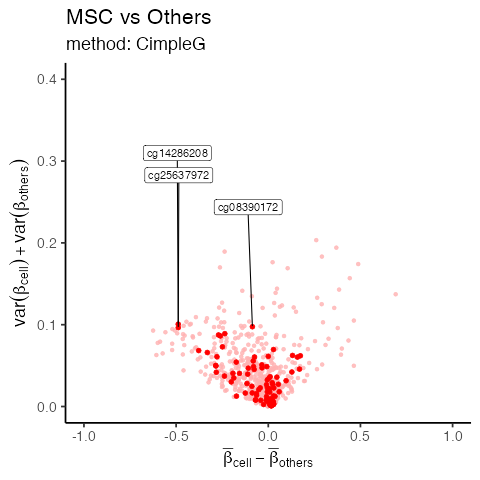 MSC vs Others
method: CimpleG
var(βcell) + var(βothers)
0.4
0.3
0.2
0.1
0.0
cg14286208
cg25637972
cg08390172
-1.0 -0.5 0.0 0.5 1.0
β̅cell − β̅others